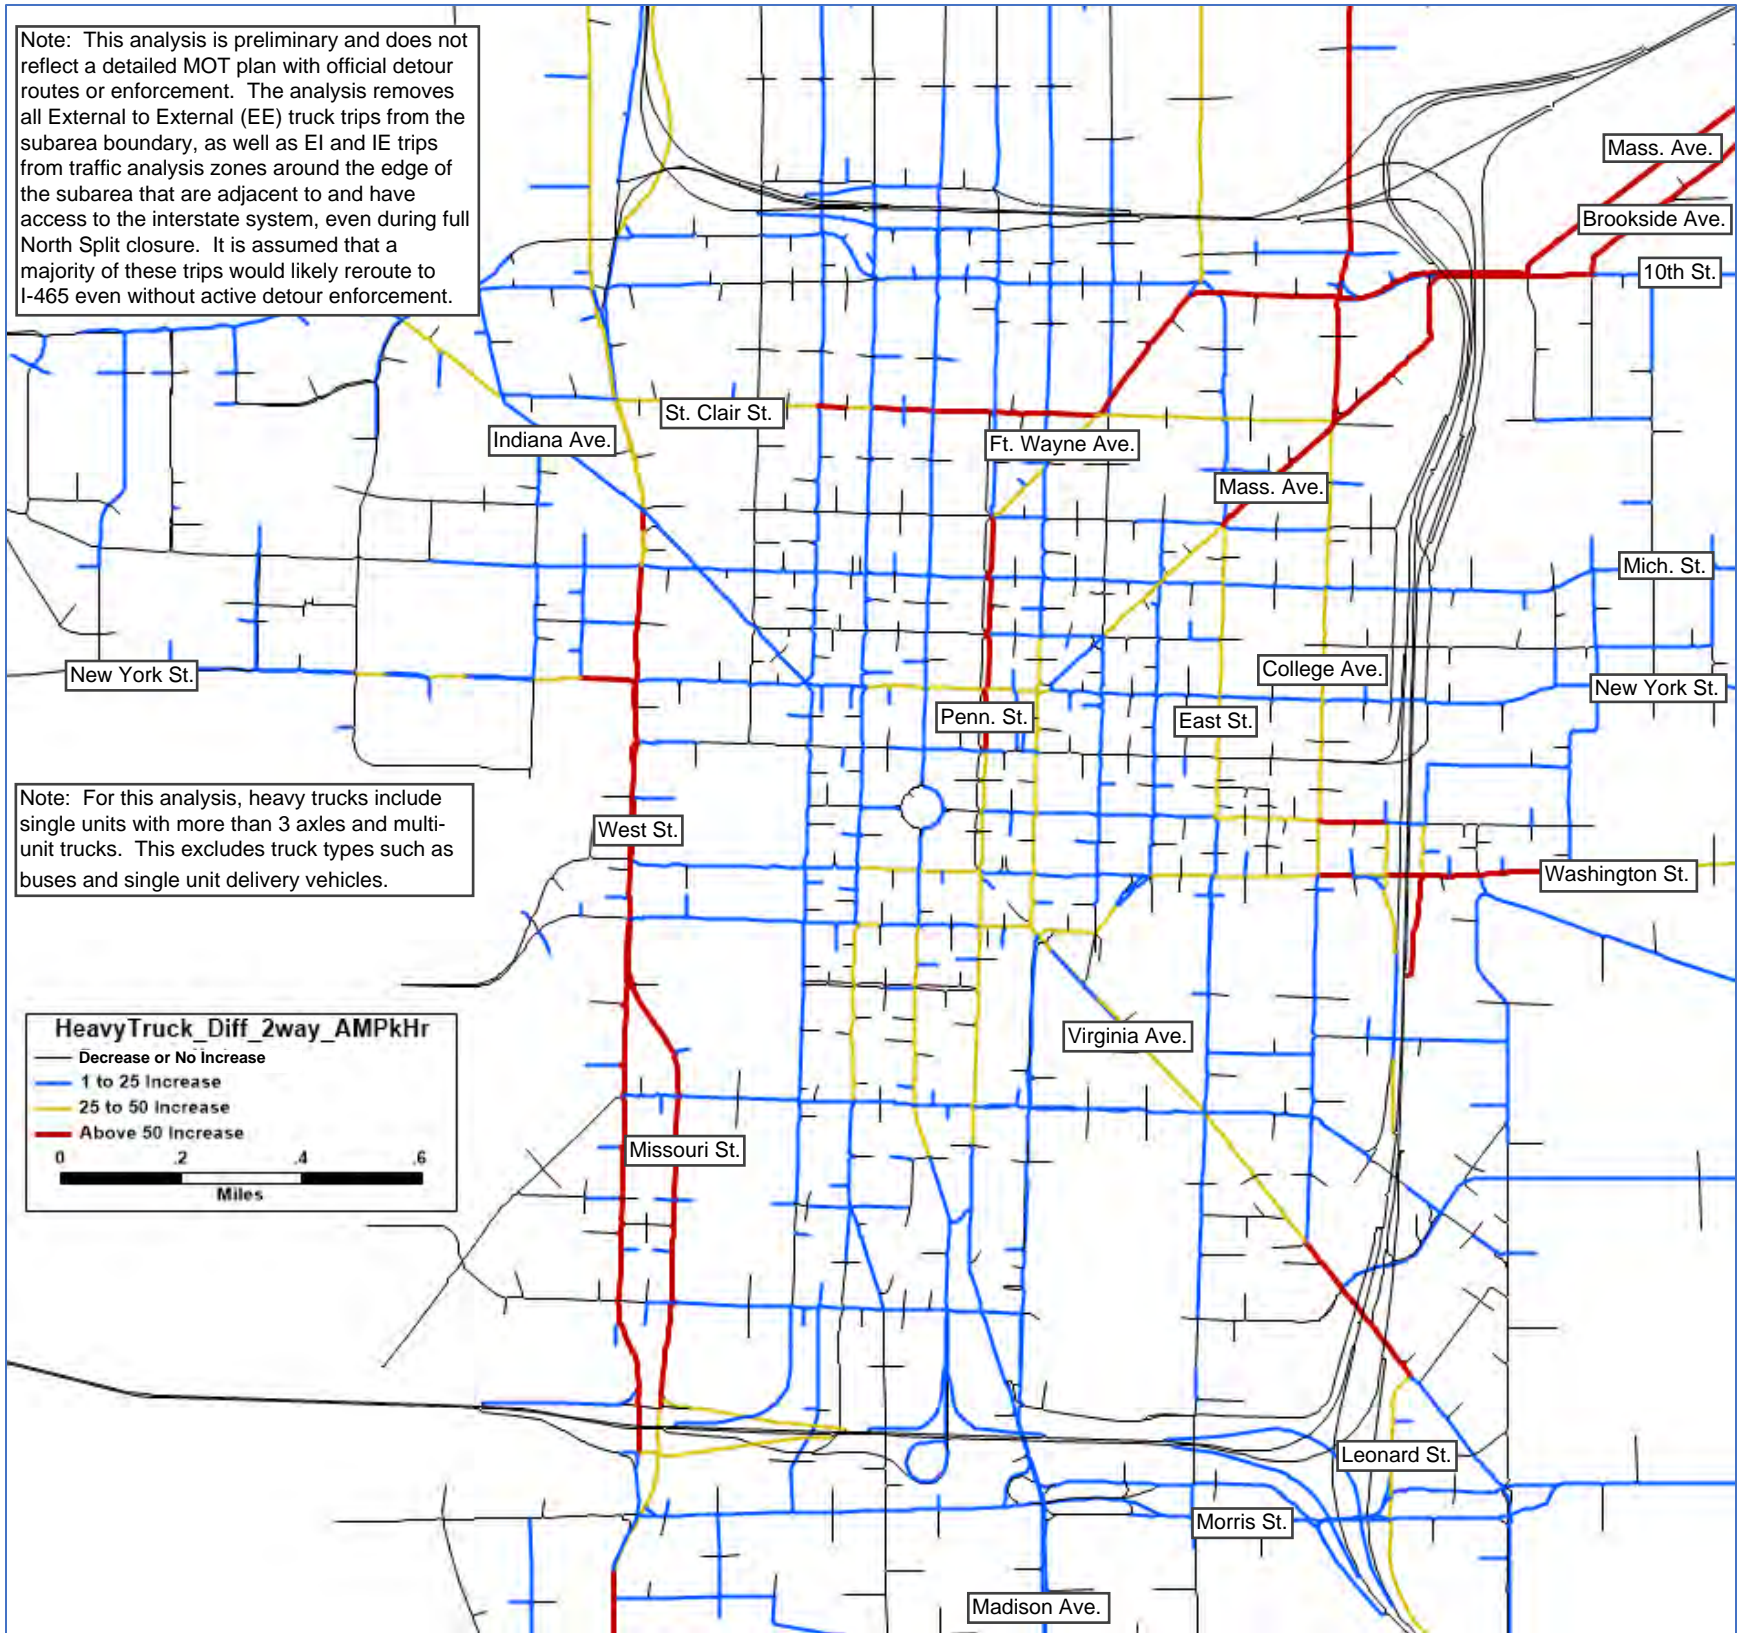 Note: This analysis is preliminary and does not
reflect a detailed MOT plan with official detour
routes or enforcement. The analysis removes
all External to External (EE) truck trips from the
subarea boundary, as well as EI and IE trips
from traffic analysis zones around the edge of
the subarea that are adjacent to and have
access to the interstate system, even during full
North Split closure. It is assumed that a
majority of these trips would likely reroute to
I-465 even without active detour enforcement.
Mass. Ave.
Brookside Ave.
10th St.
St. Clair St.
Indiana Ave.
Ft. Wayne Ave.
Mass. Ave.
Mich. St.
New York St.
College Ave.
New York St.
Penn. St.
East St.
Note: For this analysis, heavy trucks include
single units with more than 3 axles and multi-
unit trucks. This excludes truck types such as
buses and single unit delivery vehicles.
West St.
Washington St.
HeavyTruck_Diff_2way_AMPkHr
Decrease or No Increase
1 to 25 Increase
25 to 50 Increase
Above 50 Increase
0 .2 .4 .6
Miles
Virginia Ave.
Missouri St.
Leonard St.
Morris St.
Madison Ave.